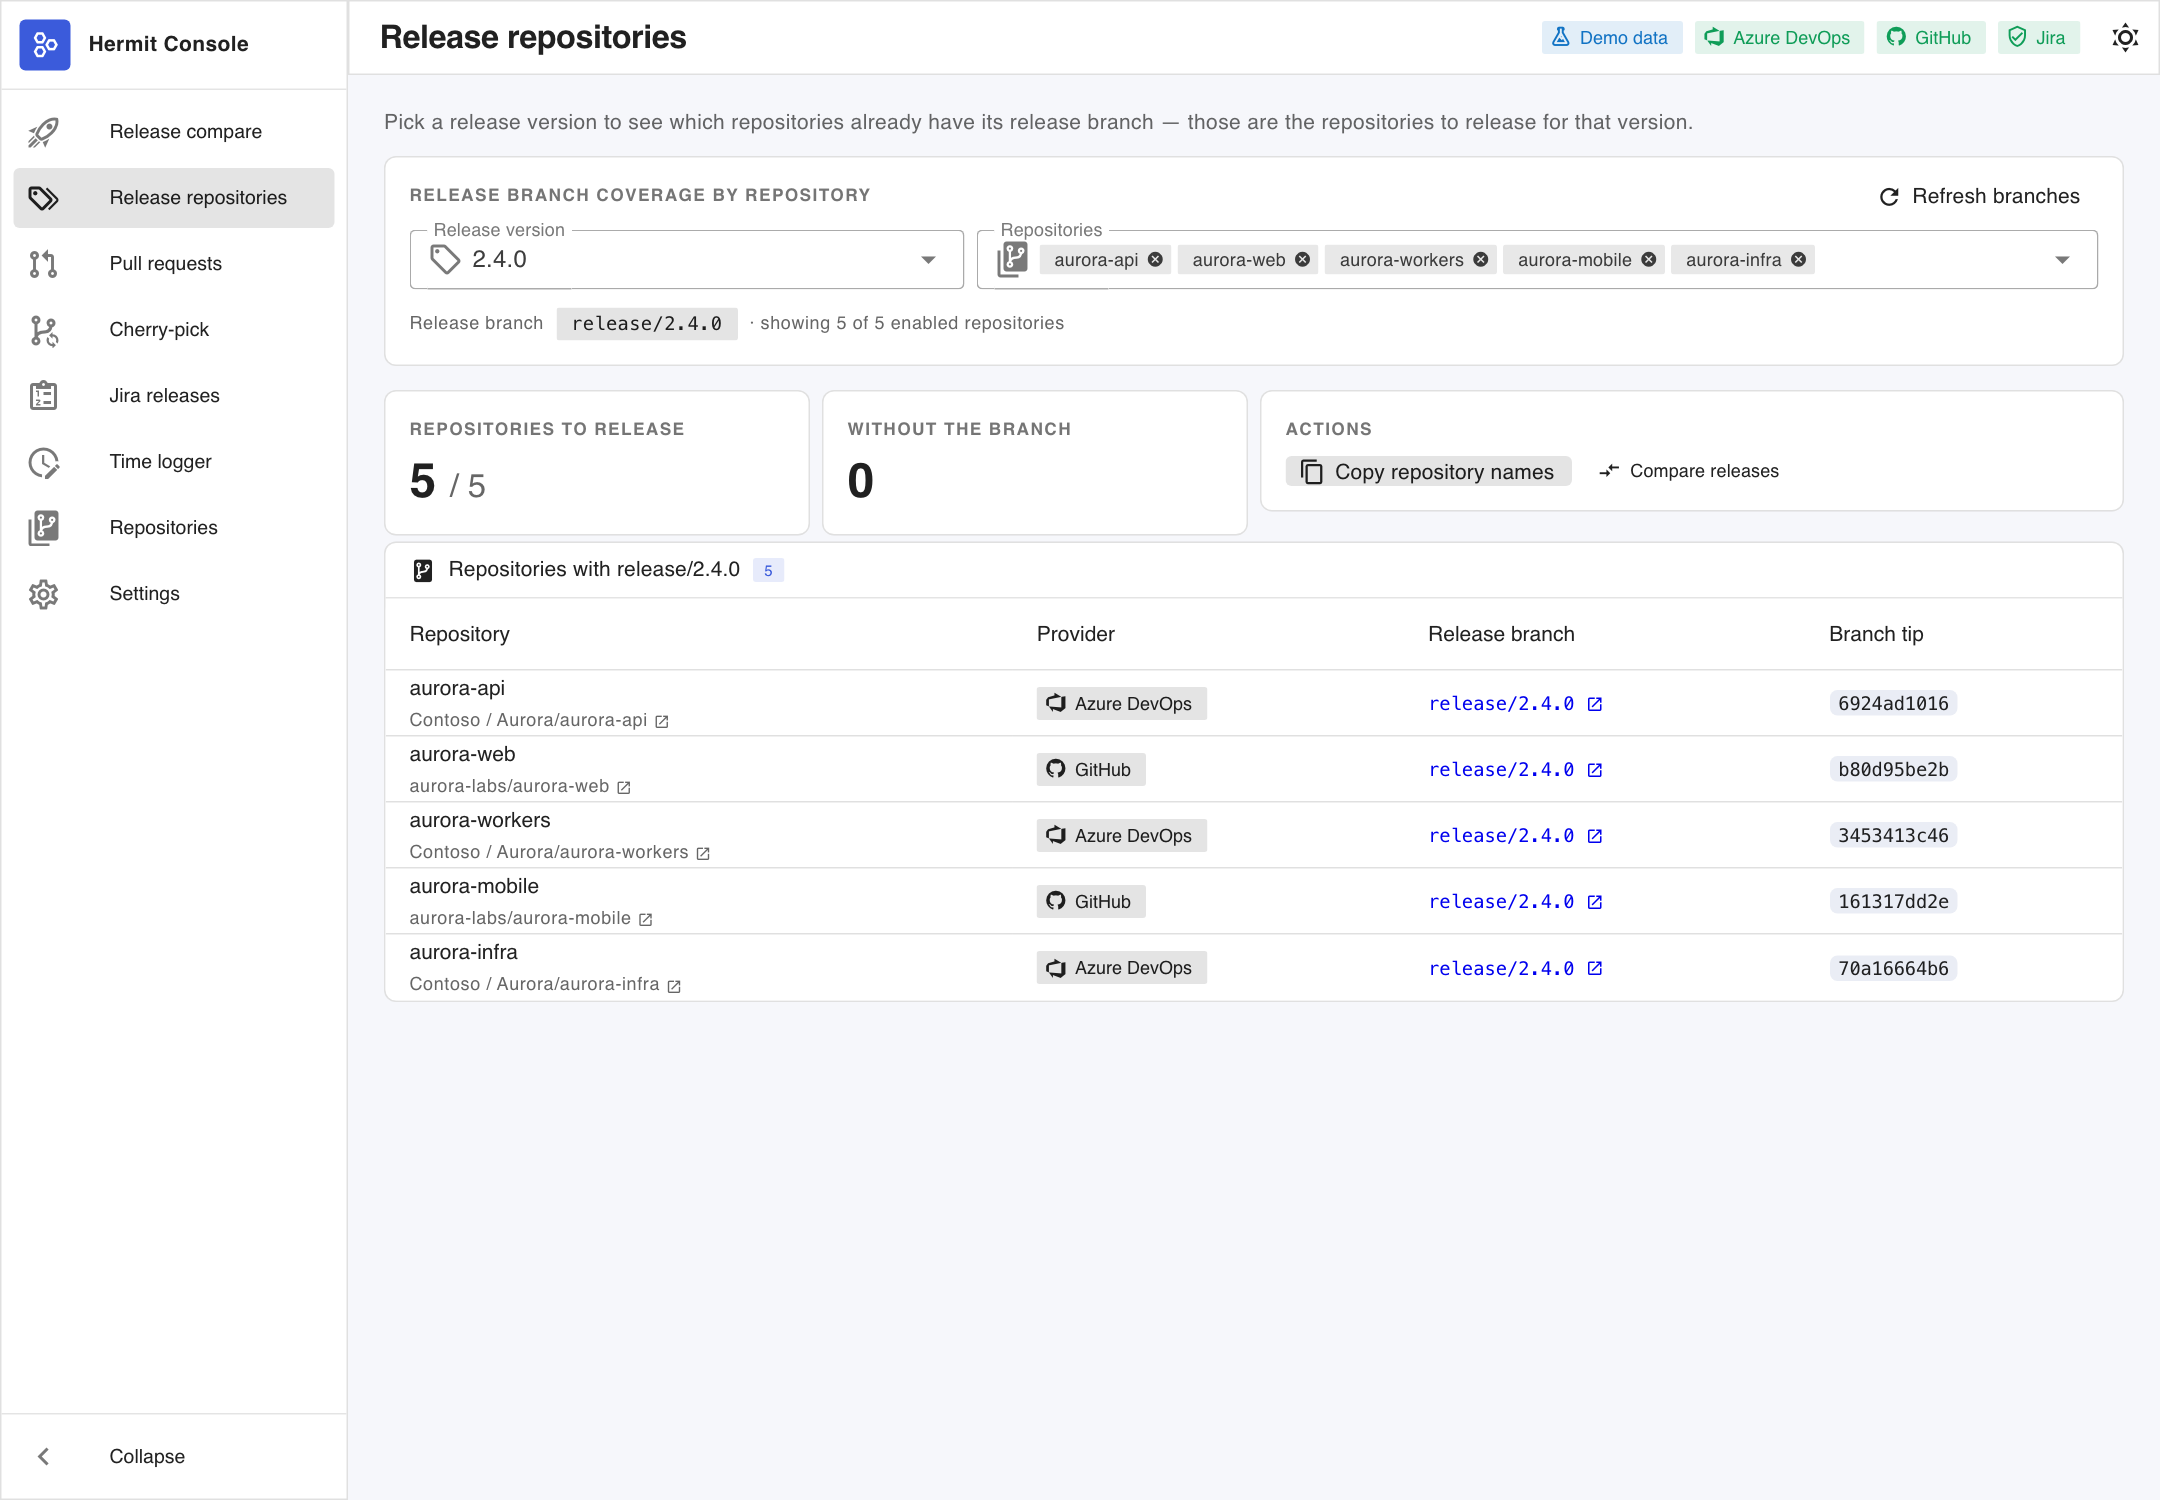 Hermit Console
Release repositories
Demo data
Azure DevOps
GitHub
Jira
Release compare
Release repositories
Pull requests
Cherry-pick
Jira releases
Time logger
Repositories
Settings
Collapse
Pick a release version to see which repositories already have its release branch — those are the repositories to release for that version.
RELEASE BRANCH COVERAGE BY REPOSITORY
Refresh branches
Release version
2.4.0
Repositories
aurora-api
aurora-web
aurora-workers
aurora-mobile
aurora-infra
Release branch release/2.4.0 · showing 5 of 5 enabled repositories
REPOSITORIES TO RELEASE
5 / 5
WITHOUT THE BRANCH
0
ACTIONS
Copy repository names
Compare releases
Repositories with release/2.4.0 5
Repository Provider Release branch Branch tip
aurora-api
Contoso / Aurora/aurora-api
Azure DevOps release/2.4.0 6924ad1016
aurora-web
aurora-labs/aurora-web
GitHub release/2.4.0 b80d95be2b
aurora-workers
Contoso / Aurora/aurora-workers
Azure DevOps release/2.4.0 3453413c46
aurora-mobile
aurora-labs/aurora-mobile
GitHub release/2.4.0 161317dd2e
aurora-infra
Contoso / Aurora/aurora-infra
Azure DevOps release/2.4.0 70a16664b6